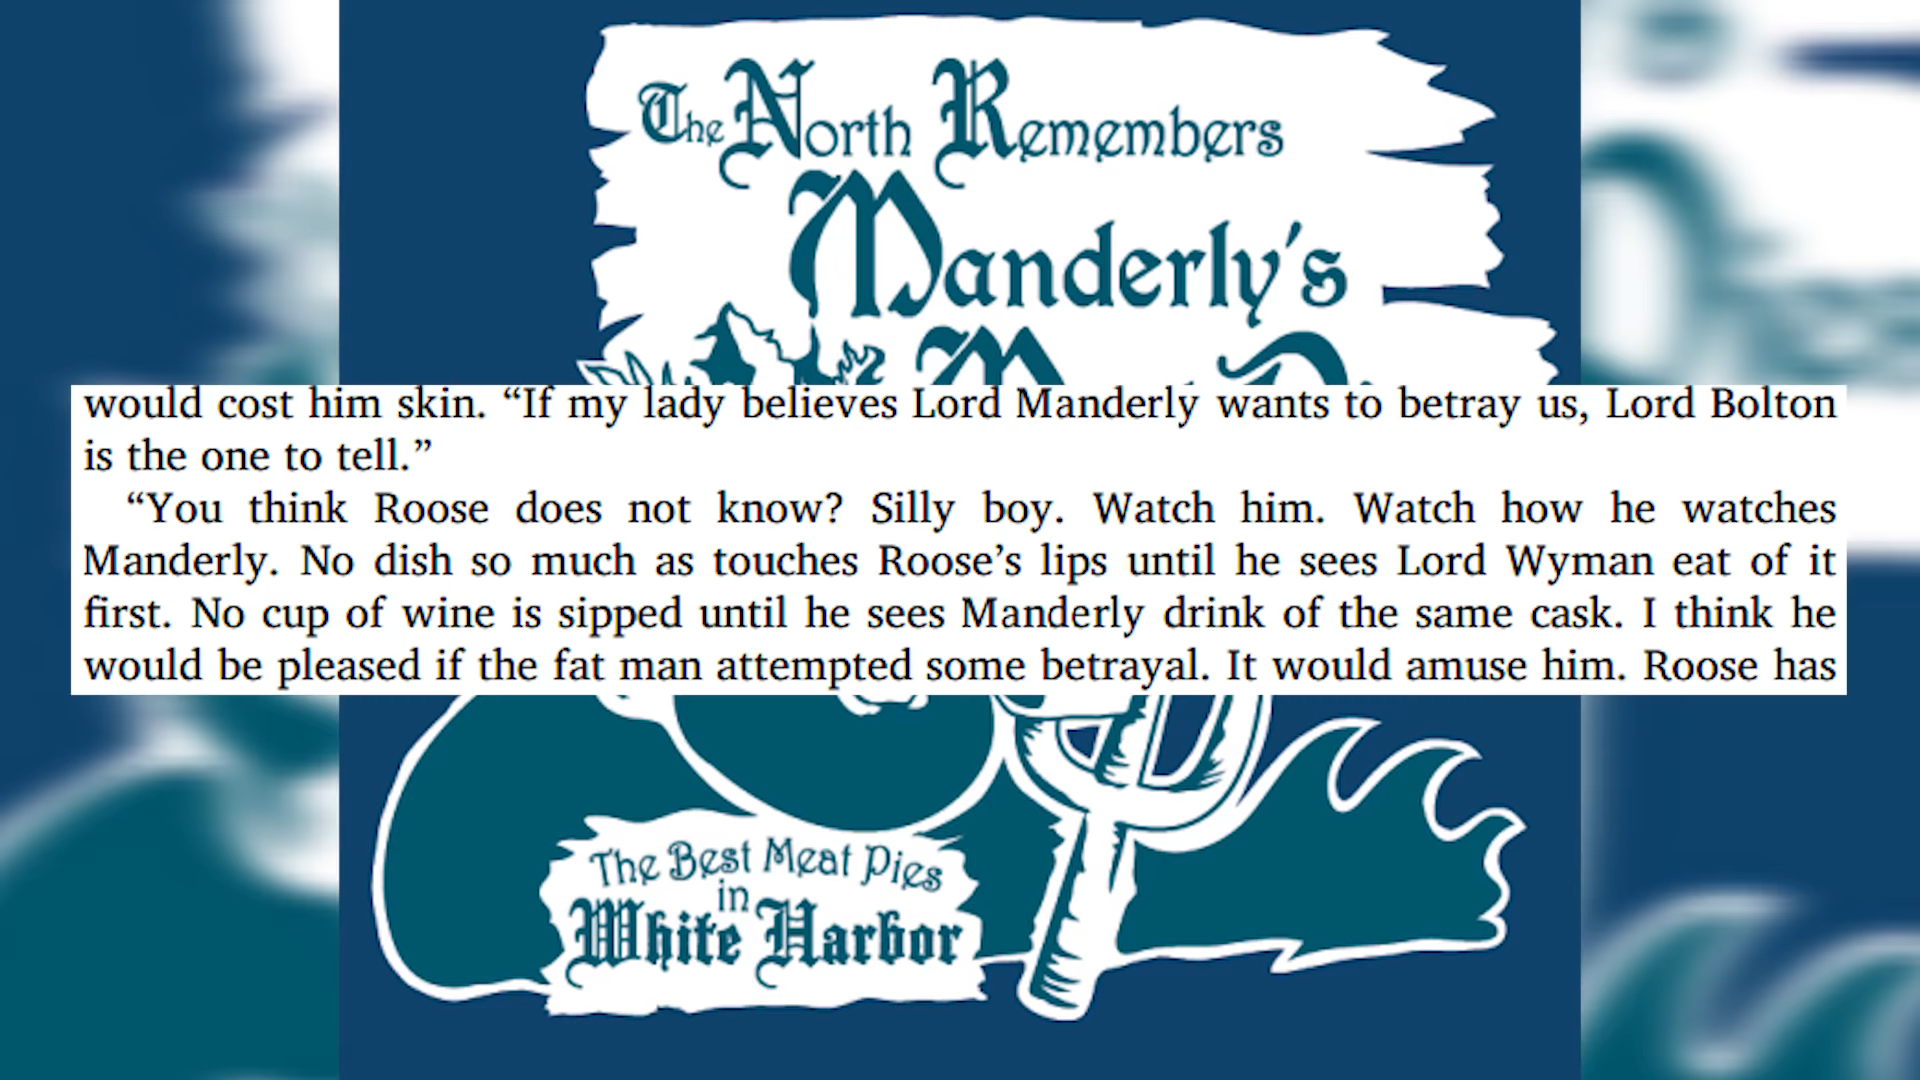 The North Remembers
Manderly's
would cost him skin. “If my lady believes Lord Manderly wants to betray us, Lord Bolton
is the one to tell.”
“You think Roose does not know? Silly boy. Watch him. Watch how he watches
Manderly. No dish so much as touches Roose’s lips until he sees Lord Wyman eat of it
first. No cup of wine is sipped until he sees Manderly drink of the same cask. I think he
would be pleased if the fat man attempted some betrayal. It would amuse him. Roose has
The Best Meat Pies
in
White Harbor